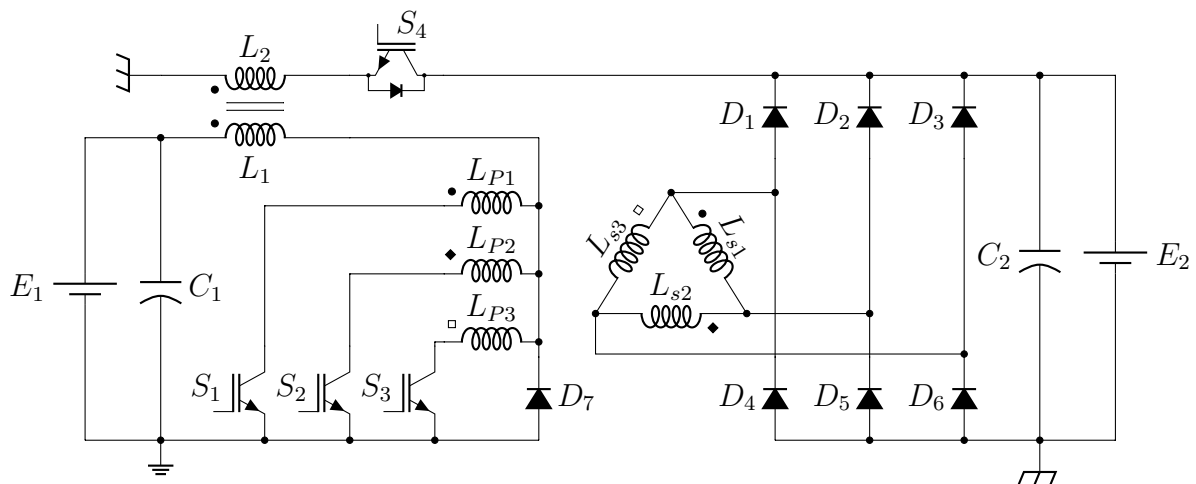 S4
L2
L1
D1 D2 D3
LP1
LP2
LP3
Ls3 Ls1
Ls2
E1 C1
C2 E2
S1 S2 S3
D7 D4 D5 D6